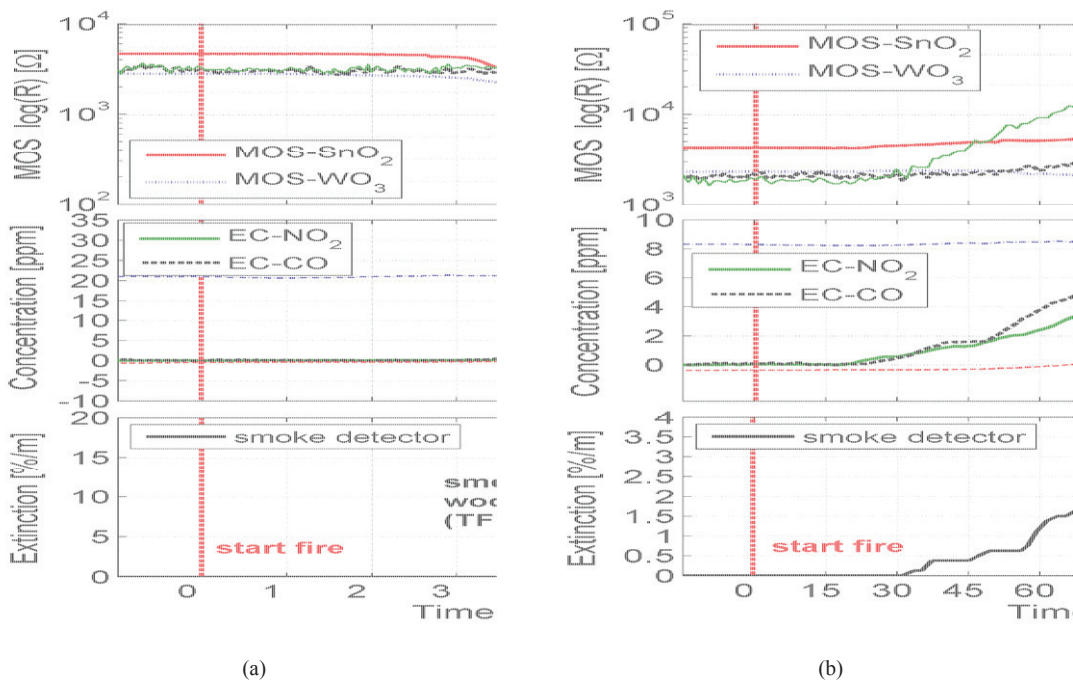 MOS log(R) [Ω]
10⁴
10³
10²
MOS-SnO₂
MOS-WO₃
Concentration [ppm]
35
30
25
20
15
10
5
0
-5
-10
EC-NO₂
EC-CO
Extinction [%/m]
20
15
10
5
0
smoke detector
start fire
(TF
0 1 2 3
Time
(a)
MOS log(R) [Ω]
10⁵
10⁴
10³
MOS-SnO₂
MOS-WO₃
Concentration [ppm]
10
8
6
4
2
0
EC-NO₂
EC-CO
Extinction [%/m]
4
3.5
3
2.5
2
1.5
1
0.5
0
smoke detector
start fire
0 15 30 45 60
Time
(b)